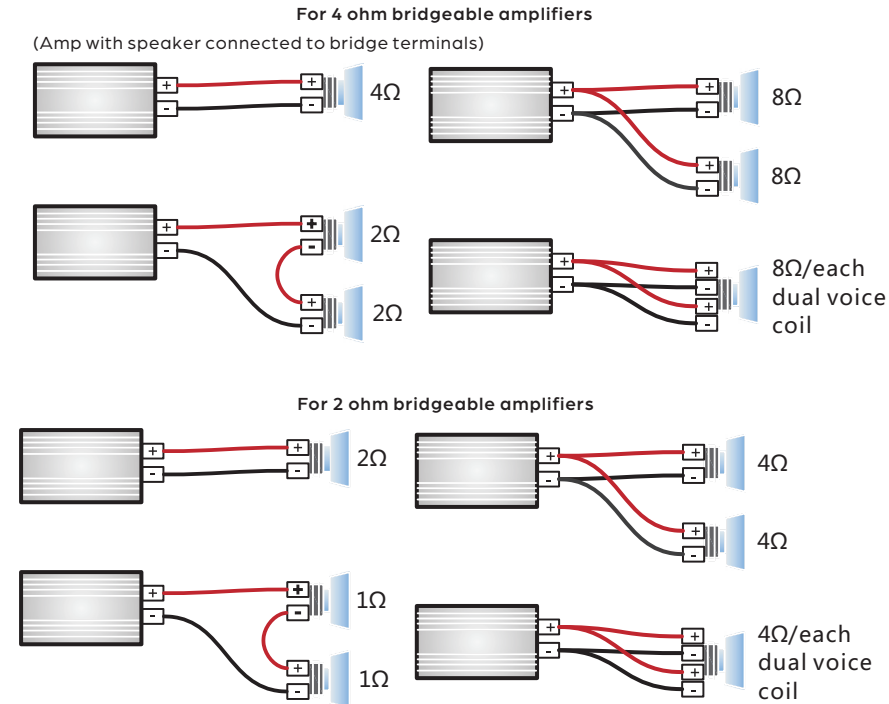 For 4 ohm bridgeable amplifiers
(Amp with speaker connected to bridge terminals)
+ + 4Ω
- -
+ + 8Ω
- -
+ 8Ω
-
+ + 2Ω
- -
+ 2Ω
-
+ + 8Ω/each
- - dual voice
+ coil
-
For 2 ohm bridgeable amplifiers
+ + 2Ω
- -
+ + 4Ω
- -
+ 4Ω
-
+ + 1Ω
- -
+ 1Ω
-
+ + 4Ω/each
- - dual voice
+ coil
-